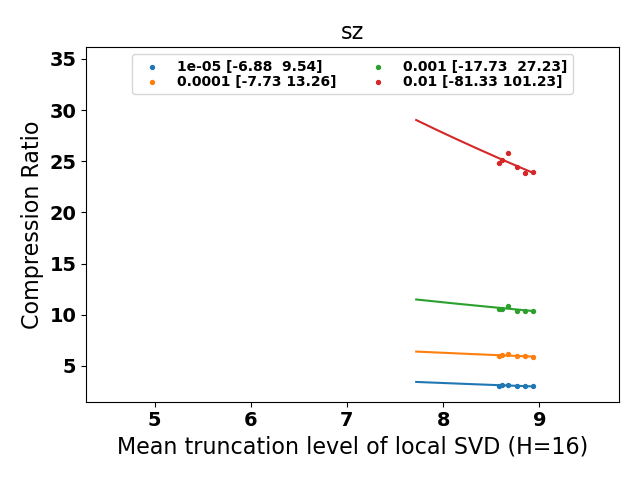 sz
1e-05 [-6.88  9.54]
0.0001 [-7.73 13.26]
0.001 [-17.73  27.23]
0.01 [-81.33 101.23]
Compression Ratio
35
30
25
20
15
10
5
5 6 7 8 9
Mean truncation level of local SVD (H=16)